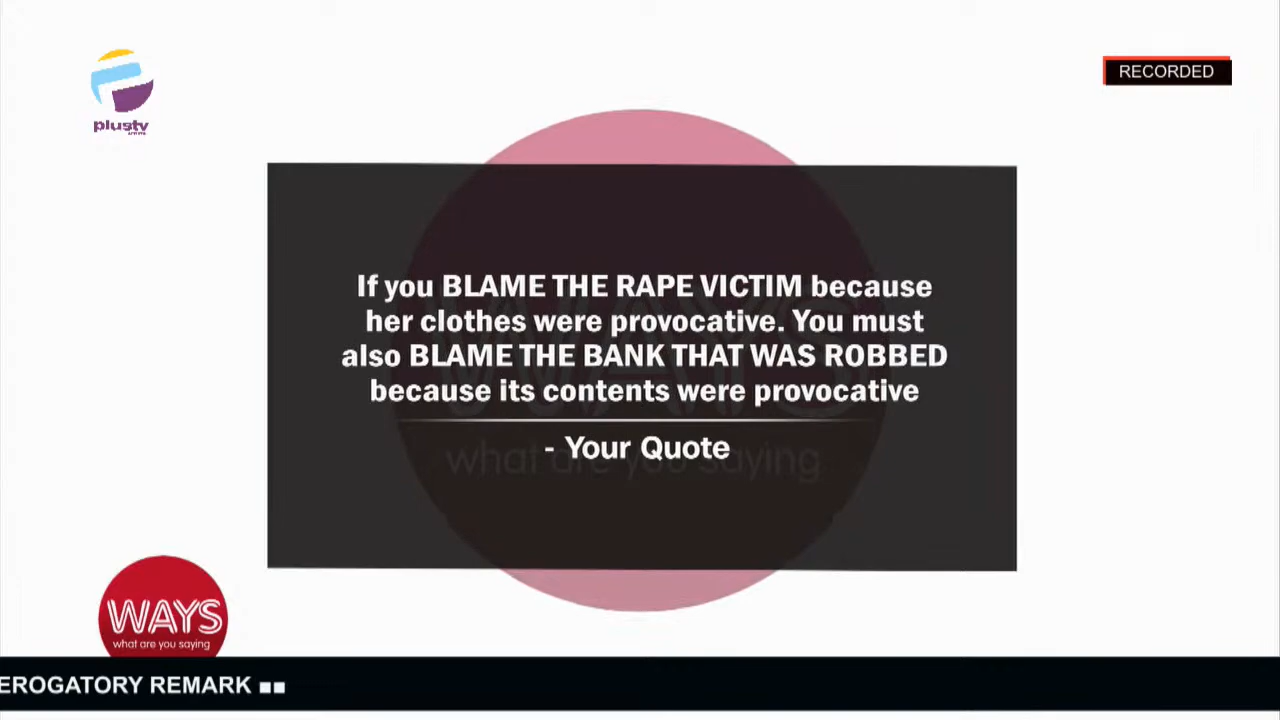 plustv
RECORDED
If you BLAME THE RAPE VICTIM because
her clothes were provocative. You must
also BLAME THE BANK THAT WAS ROBBED
because its contents were provocative
- Your Quote
what are you saying
WAYS
what are you saying
EROGATORY REMARK